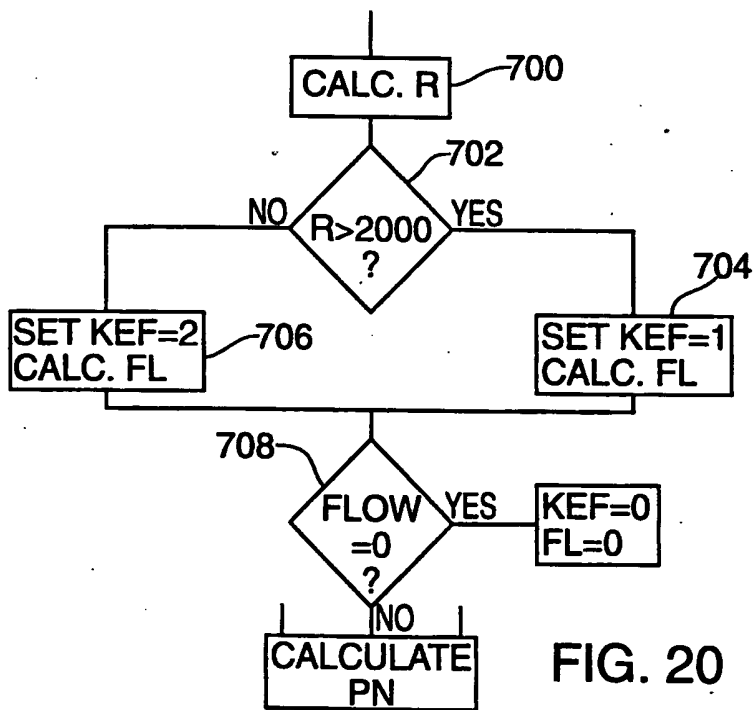 CALC. R
700
702
NO
R>2000
?
YES
704
SET KEF=2
CALC. FL
706
SET KEF=1
CALC. FL
708
FLOW
=0
?
YES
KEF=0
FL=0
NO
CALCULATE
PN
FIG. 20